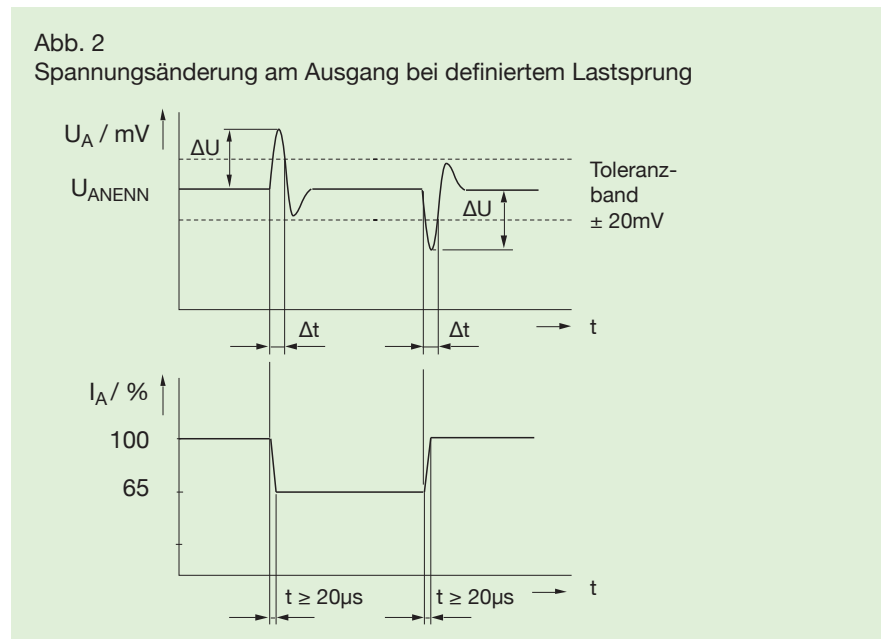 Abb. 2
Spannungsänderung am Ausgang bei definiertem Lastsprung
U_A / mV
ΔU
U_ANENN
ΔU
Toleranz-
band
± 20mV
Δt
Δt
t
I_A / %
100
65
t ≥ 20µs
t ≥ 20µs
t